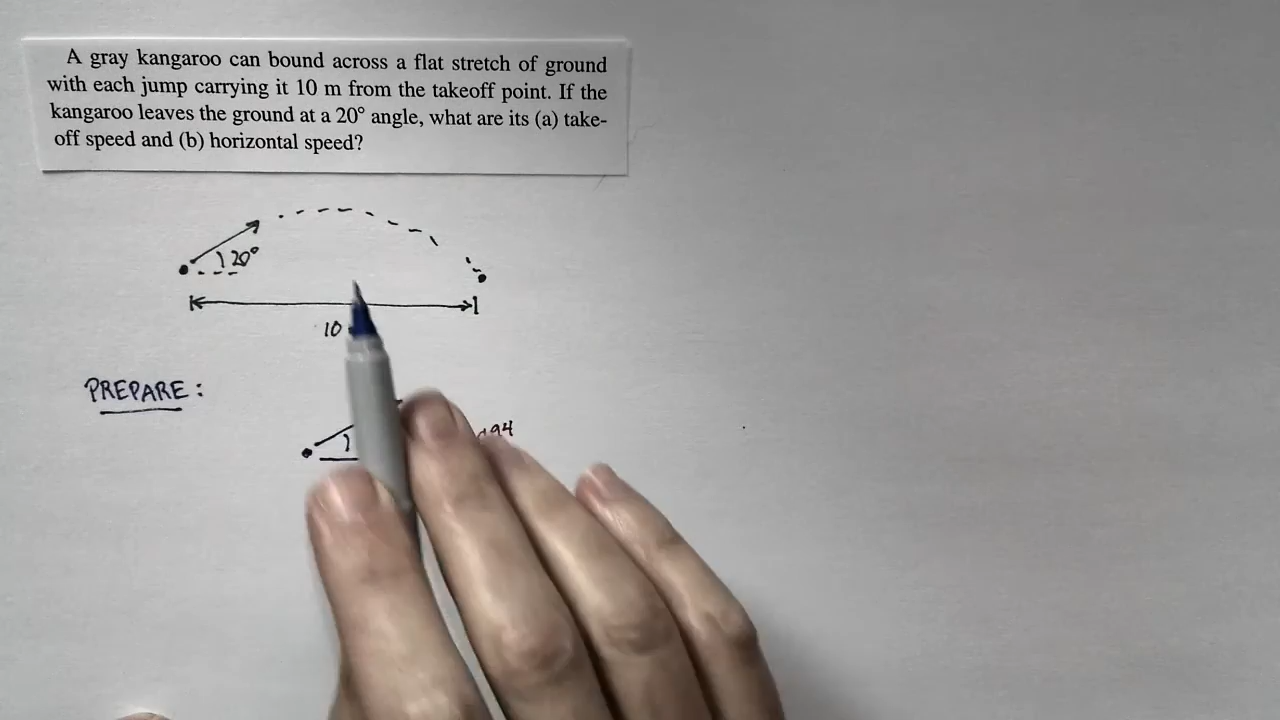 A gray kangaroo can bound across a flat stretch of ground
with each jump carrying it 10 m from the takeoff point. If the
kangaroo leaves the ground at a 20° angle, what are its (a) take-
off speed and (b) horizontal speed?
20°
10
PREPARE: